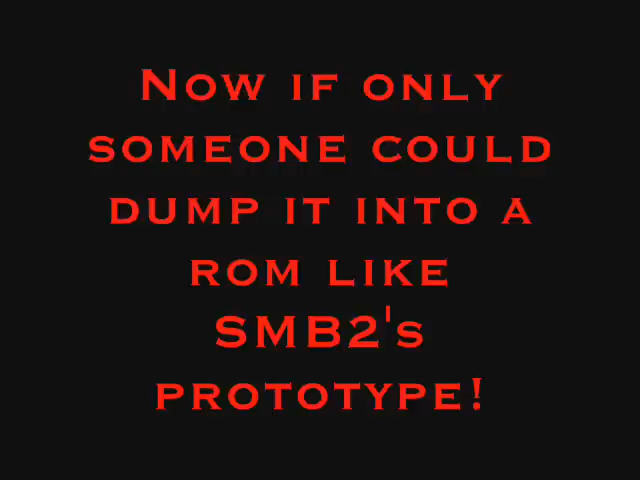 Now if only
someone could
dump it into a
rom like
SMB2's
prototype!